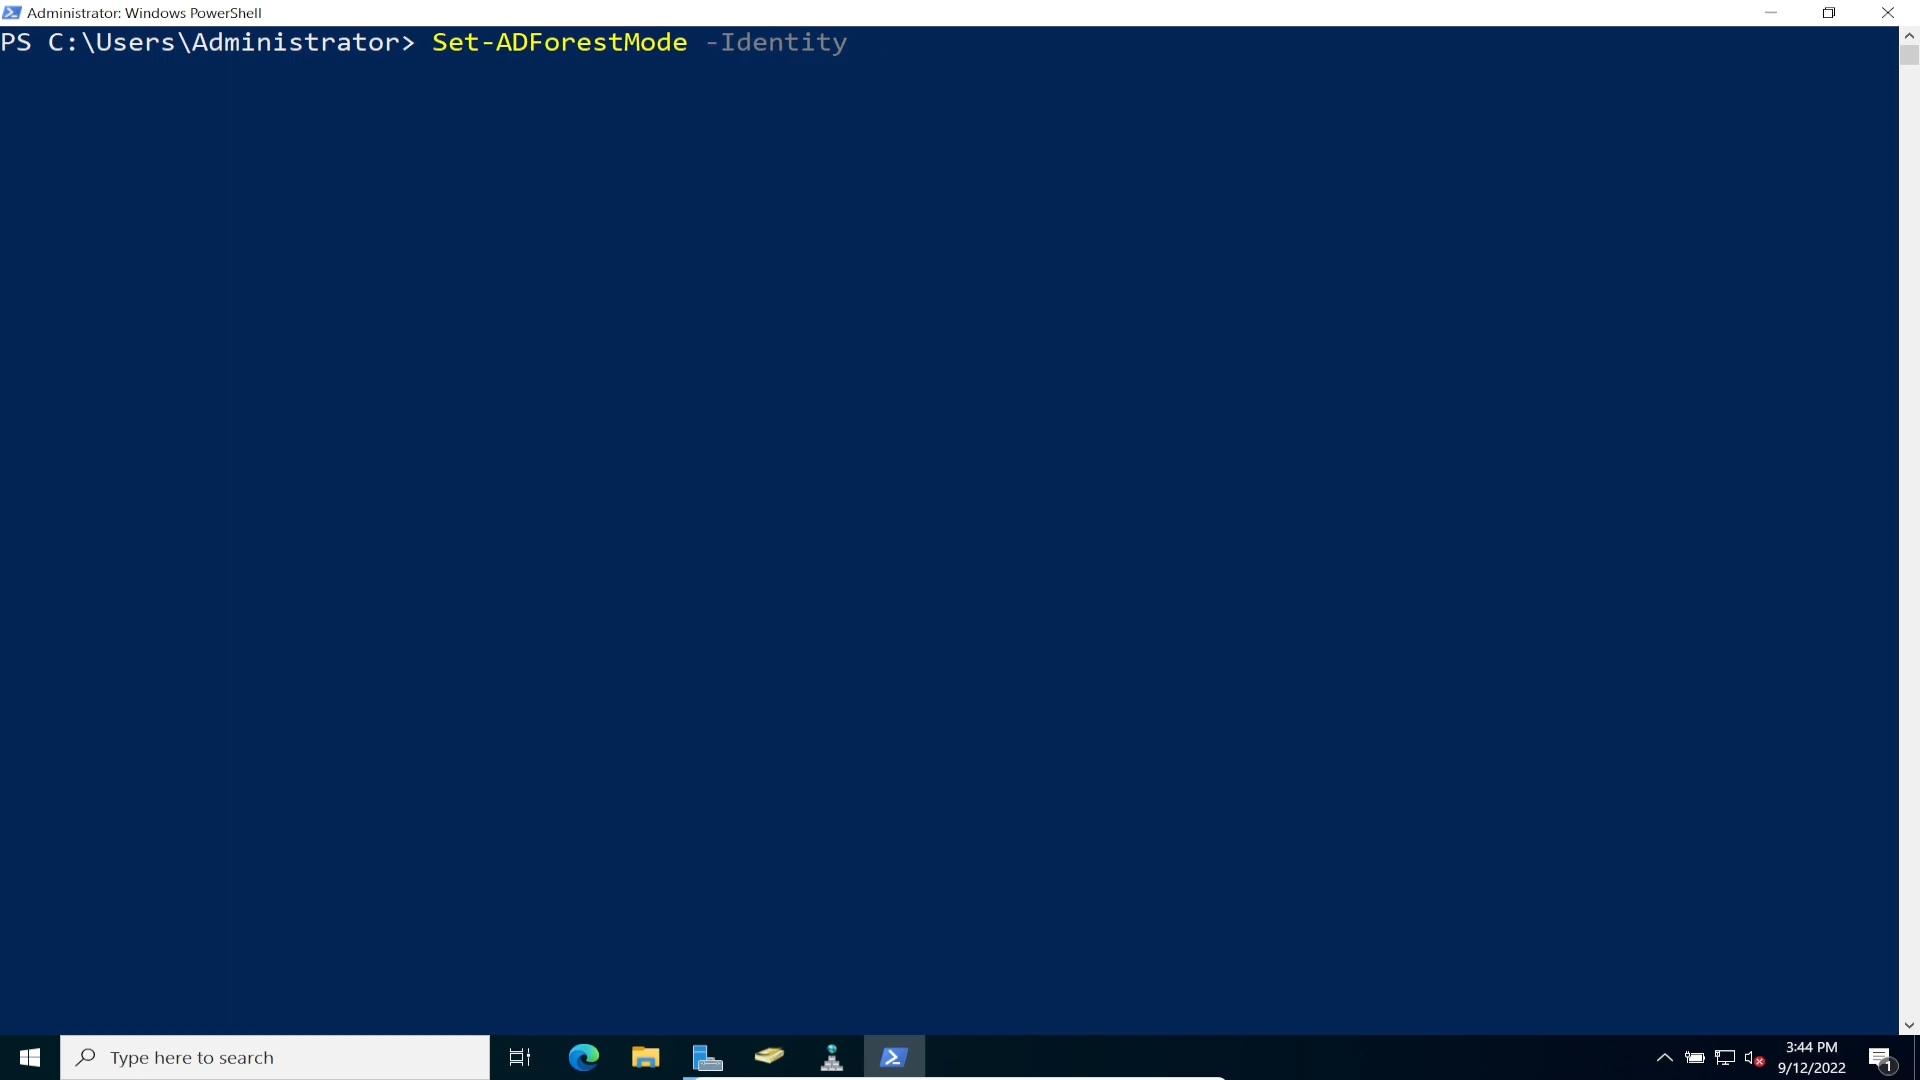 Administrator: Windows PowerShell
PS C:\Users\Administrator> Set-ADForestMode -Identity
Type here to search
3:44 PM
9/12/2022
1